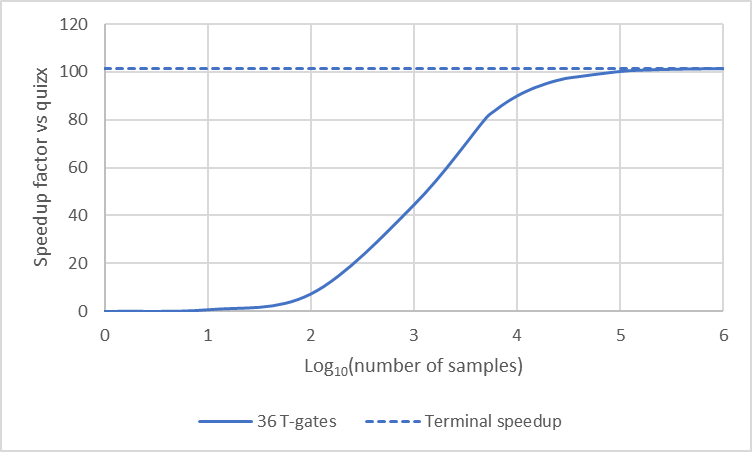 120
100
80
60
40
20
0
Speedup factor vs quizx
0 1 2 3 4 5 6
Log₁₀(number of samples)
36 T-gates Terminal speedup